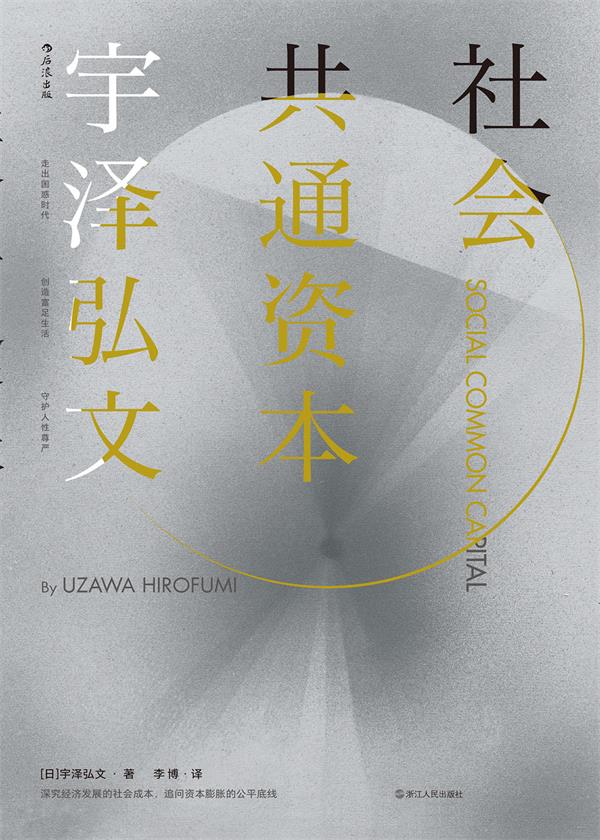 社会
共通资本
宇泽弘文
SOCIAL COMMON CAPITAL
后浪出版
走出困惑时代
创造富足生活
守护人性尊严
By UZAWA HIROFUMI
[日]宇泽弘文 · 著 李博 · 译
深究经济发展的社会成本，追问资本膨胀的公平底线
浙江人民出版社